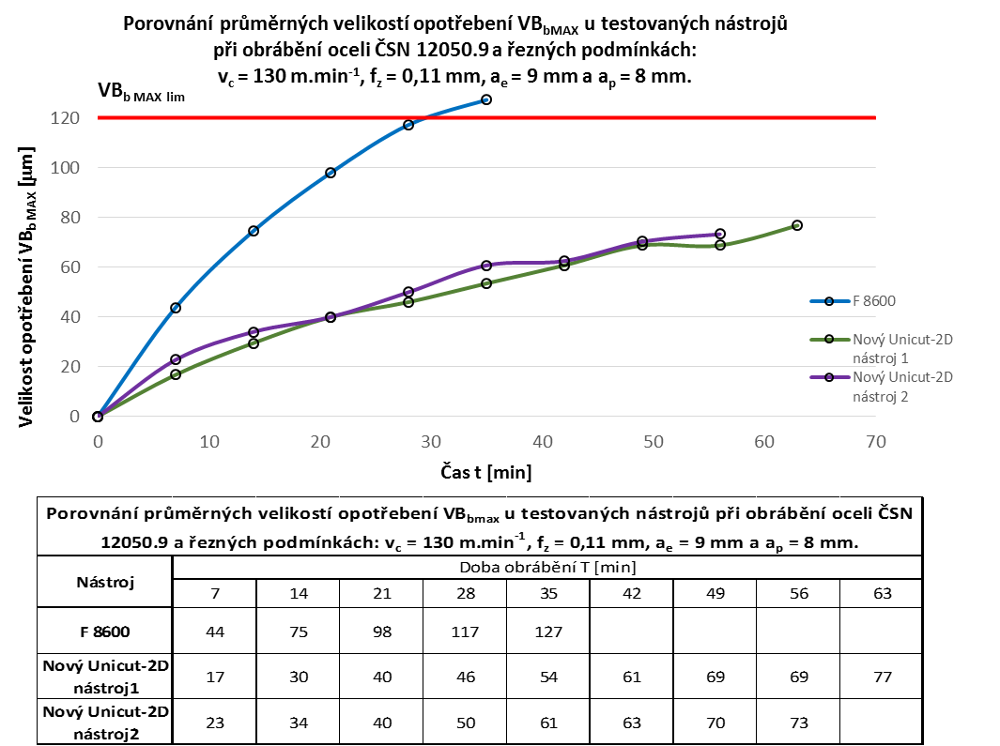 Porovnání průměrných velikostí opotřebení VBbMAX u testovaných nástrojů
při obrábění oceli ČSN 12050.9 a řezných podmínkách:
vc = 130 m.min-1, fz = 0,11 mm, ae = 9 mm a ap = 8 mm.
VBb MAX lim
Velikost opotřebení VBb MAX [µm]
120
100
80
60
40
20
0
0 10 20 30 40 50 60 70
Čas t [min]
F 8600
Nový Unicut-2D
nástroj 1
Nový Unicut-2D
nástroj 2
Porovnání průměrných velikostí opotřebení VBbmax u testovaných nástrojů při obrábění oceli ČSN
12050.9 a řezných podmínkách: vc = 130 m.min-1, fz = 0,11 mm, ae = 9 mm a ap = 8 mm.
Nástroj
Doba obrábění T [min]
7 14 21 28 35 42 49 56 63
F 8600 44 75 98 117 127
Nový Unicut-2D
nástroj1
17 30 40 46 54 61 69 69 77
Nový Unicut-2D
nástroj2
23 34 40 50 61 63 70 73